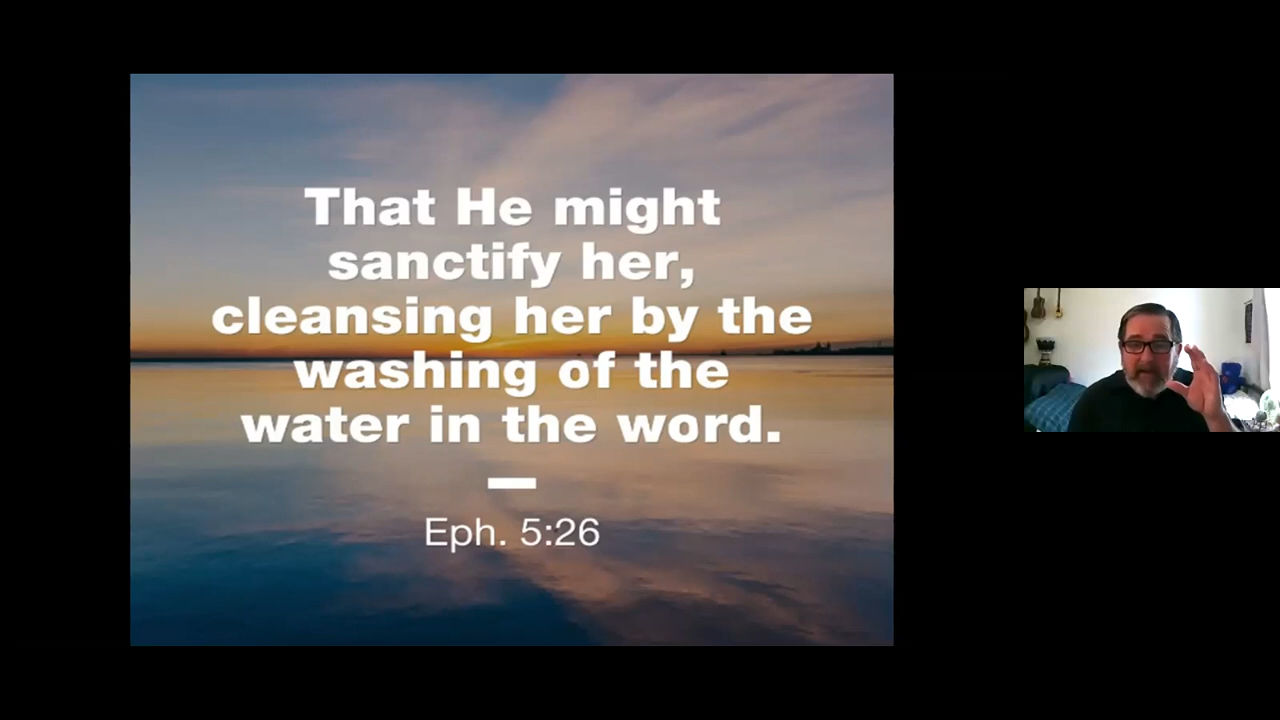 That He might
sanctify her,
cleansing her by the
washing of the
water in the word.
Eph. 5:26